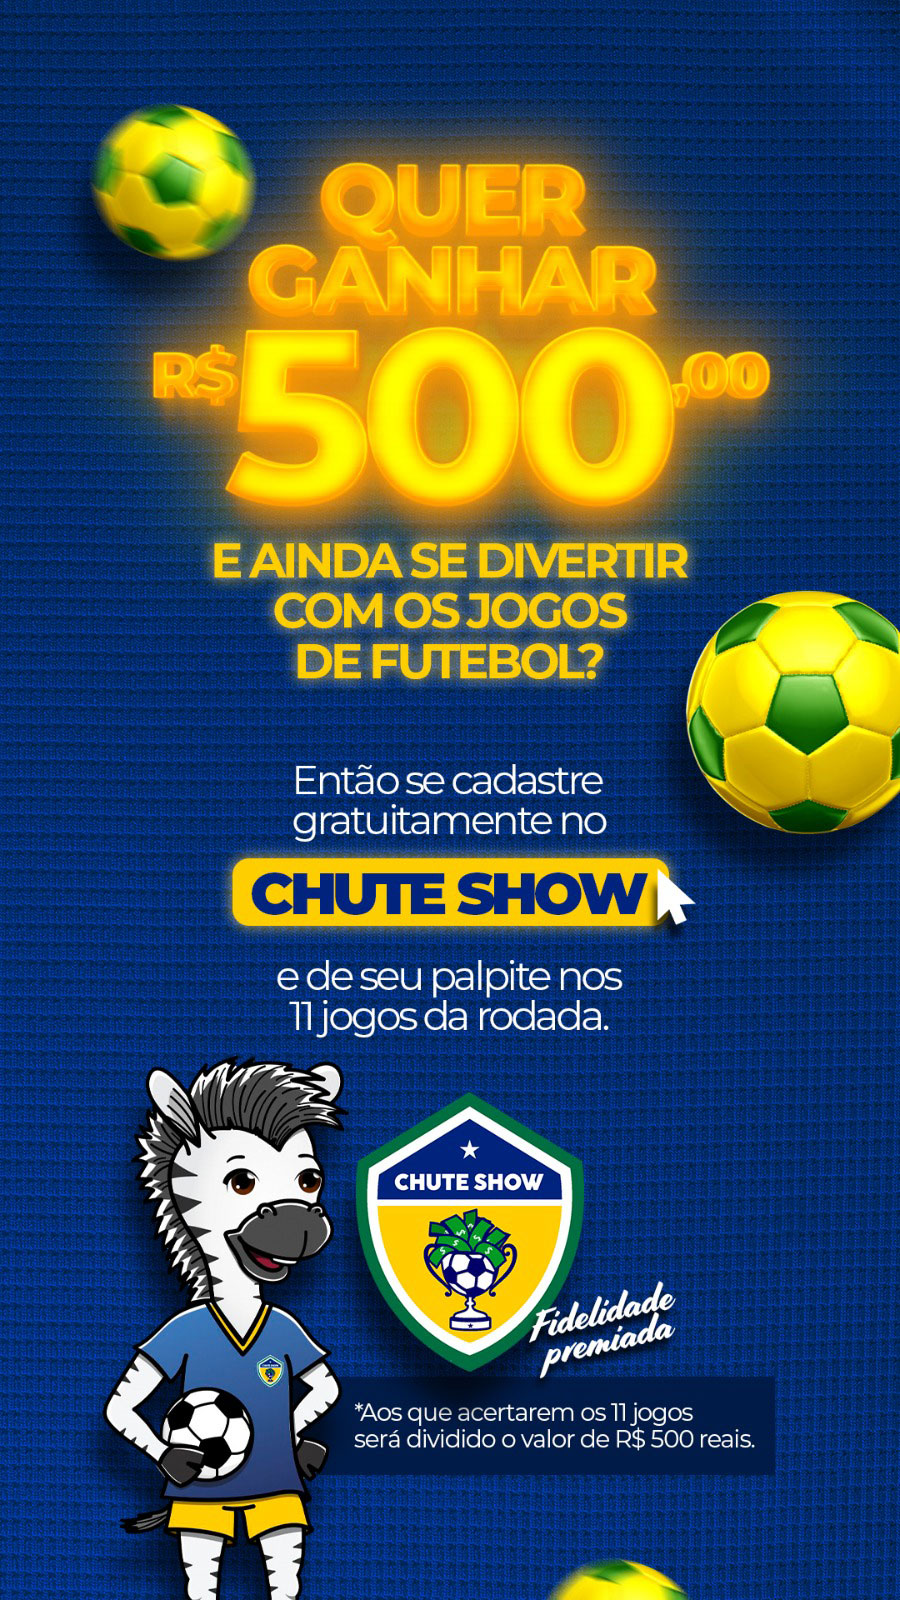 QUER
GANHAR
R$500,00
E AINDA SE DIVERTIR
COM OS JOGOS
DE FUTEBOL?
Então se cadastre
gratuitamente no
CHUTE SHOW
e de seu palpite nos
11 jogos da rodada.
CHUTE SHOW
Fidelidade
premiada
*Aos que acertarem os 11 jogos
será dividido o valor de R$ 500 reais.